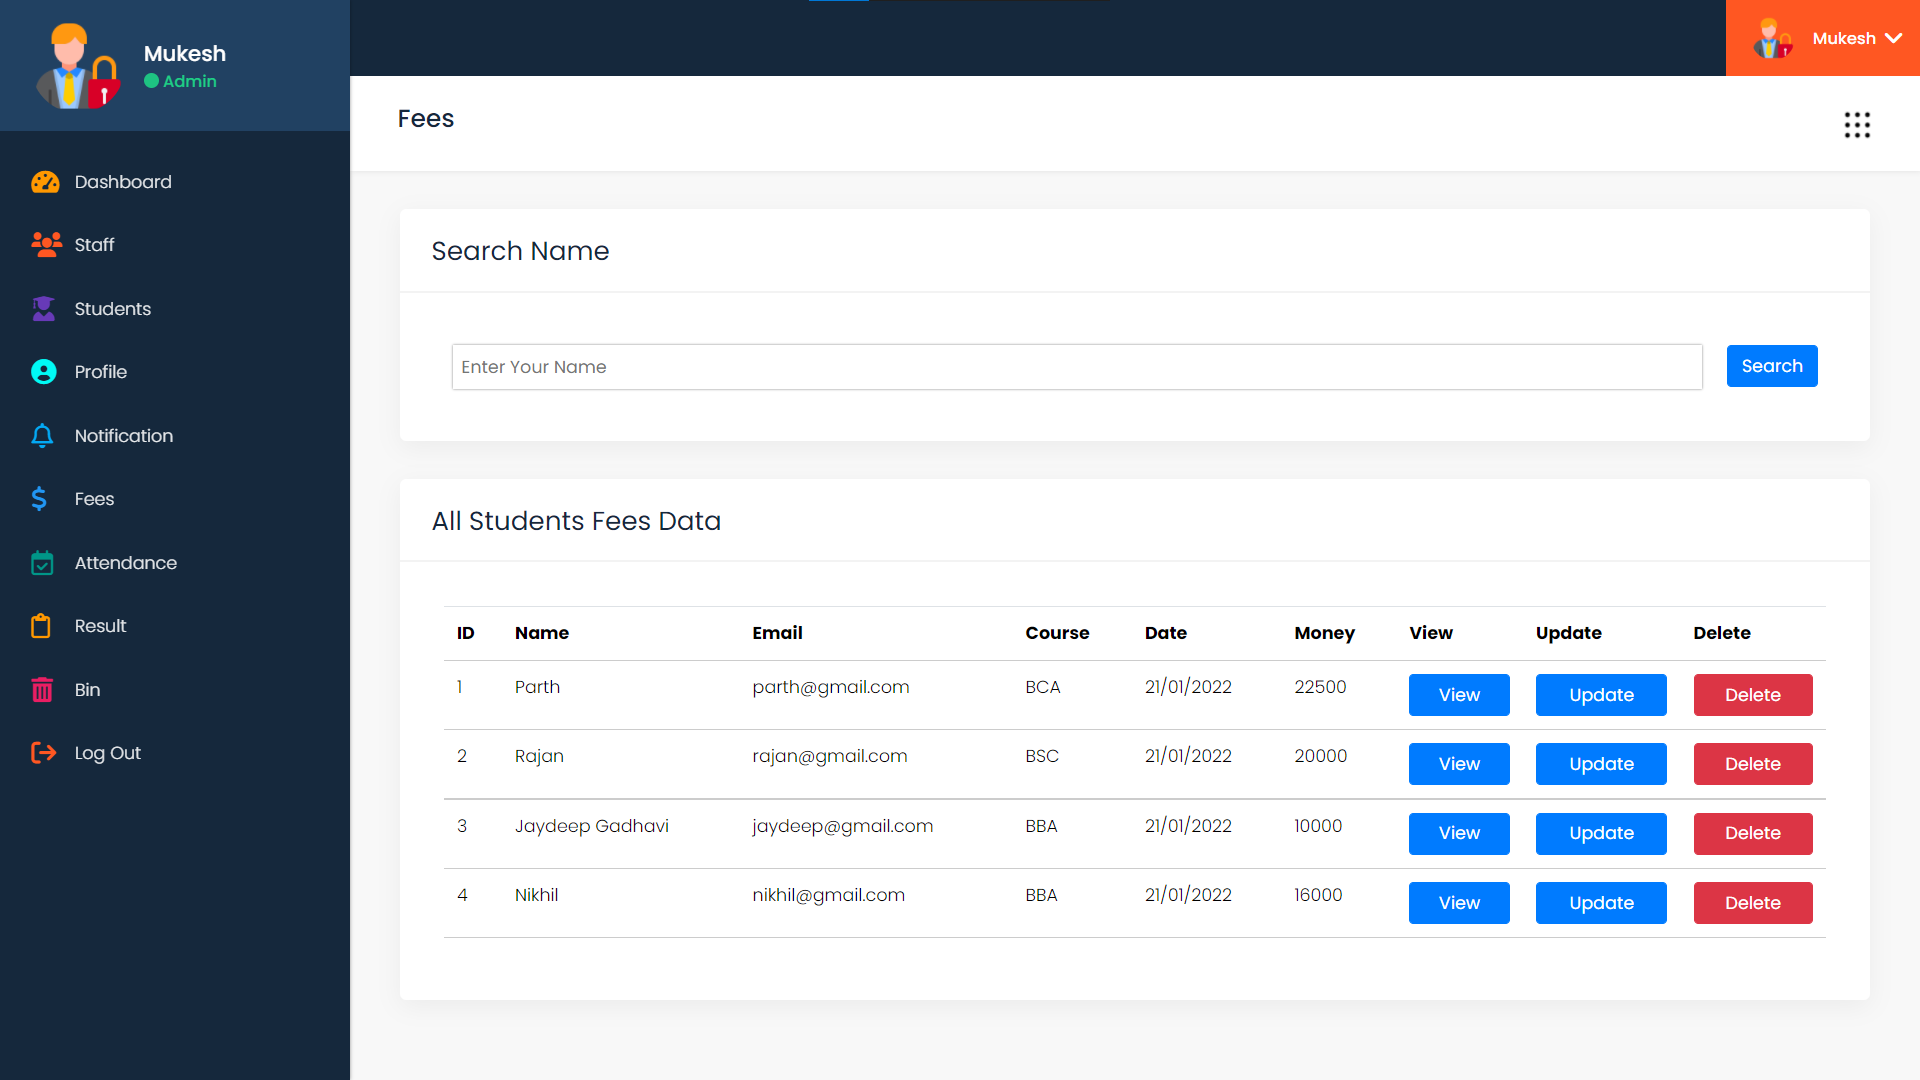 Mukesh
Admin
Mukesh
Dashboard
Staff
Students
Profile
Notification
Fees
Attendance
Result
Bin
Log Out
Fees
Search Name
Enter Your Name
Search
All Students Fees Data
ID Name Email Course Date Money View Update Delete
1 Parth parth@gmail.com BCA 21/01/2022 22500 View Update Delete
2 Rajan rajan@gmail.com BSC 21/01/2022 20000 View Update Delete
3 Jaydeep Gadhavi jaydeep@gmail.com BBA 21/01/2022 10000 View Update Delete
4 Nikhil nikhil@gmail.com BBA 21/01/2022 16000 View Update Delete